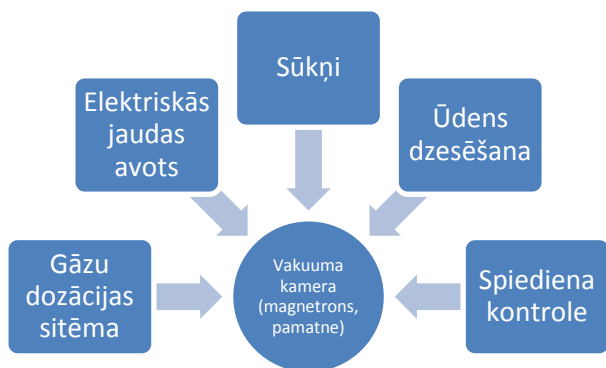 Sūkņi
Elektriskās
jaudas
avots
Ūdens
dzesēšana
Gāzu
dozācijas
sitēma
Vakuuma
kamera
(magnetrons,
pamatne)
Spiediena
kontrole